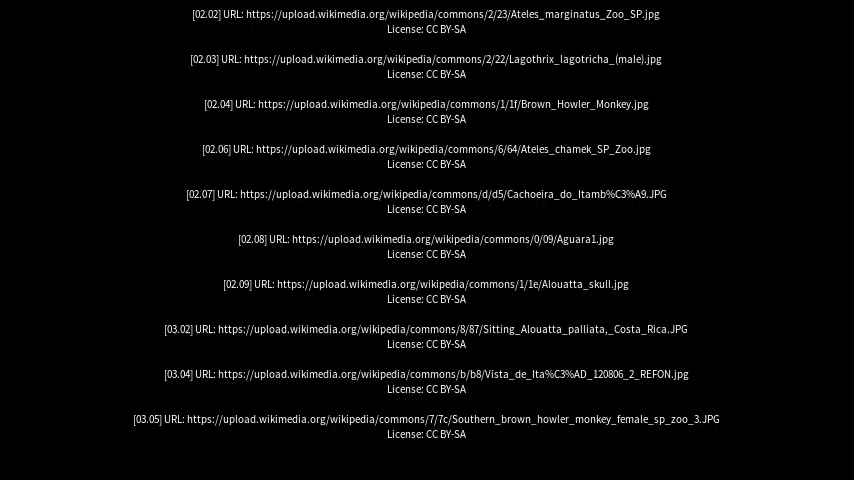 [02.02] URL: https://upload.wikimedia.org/wikipedia/commons/2/23/Ateles_marginatus_Zoo_SP.jpg
License: CC BY-SA
[02.03] URL: https://upload.wikimedia.org/wikipedia/commons/2/22/Lagothrix_lagotricha_(male).jpg
License: CC BY-SA
[02.04] URL: https://upload.wikimedia.org/wikipedia/commons/1/1f/Brown_Howler_Monkey.jpg
License: CC BY-SA
[02.06] URL: https://upload.wikimedia.org/wikipedia/commons/6/64/Ateles_chamek_SP_Zoo.jpg
License: CC BY-SA
[02.07] URL: https://upload.wikimedia.org/wikipedia/commons/d/d5/Cachoeira_do_Itamb%C3%A9.JPG
License: CC BY-SA
[02.08] URL: https://upload.wikimedia.org/wikipedia/commons/0/09/Aguara1.jpg
License: CC BY-SA
[02.09] URL: https://upload.wikimedia.org/wikipedia/commons/1/1e/Alouatta_skull.jpg
License: CC BY-SA
[03.02] URL: https://upload.wikimedia.org/wikipedia/commons/8/87/Sitting_Alouatta_palliata,_Costa_Rica.JPG
License: CC BY-SA
[03.04] URL: https://upload.wikimedia.org/wikipedia/commons/b/b8/Vista_de_Ita%C3%AD_120806_2_REFON.jpg
License: CC BY-SA
[03.05] URL: https://upload.wikimedia.org/wikipedia/commons/7/7c/Southern_brown_howler_monkey_female_sp_zoo_3.JPG
License: CC BY-SA